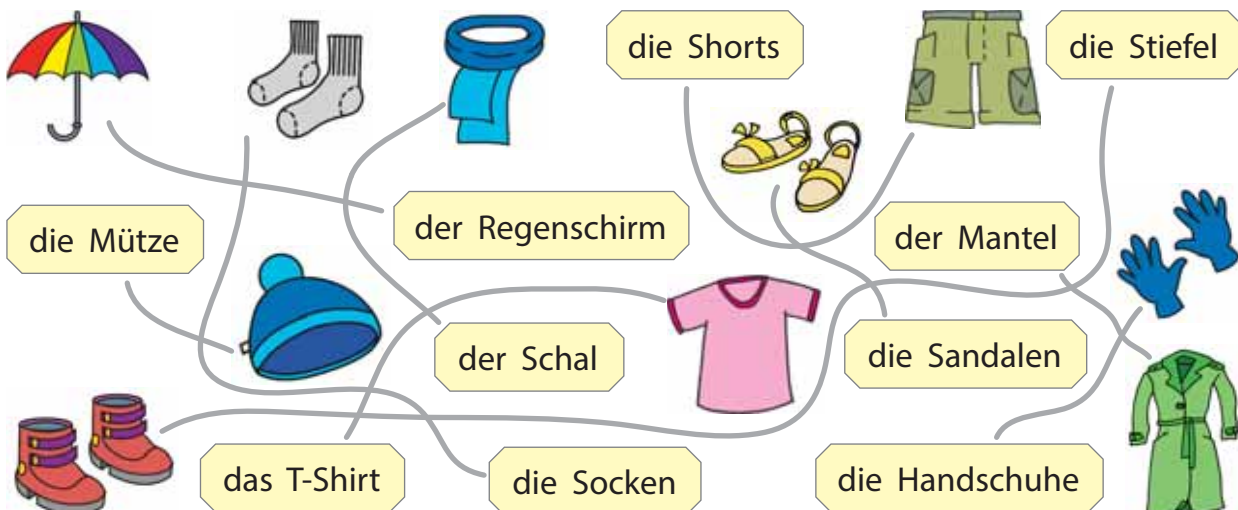 die Shorts
die Stiefel
die Mütze
der Regenschirm
der Mantel
der Schal
die Sandalen
das T-Shirt
die Socken
die Handschuhe